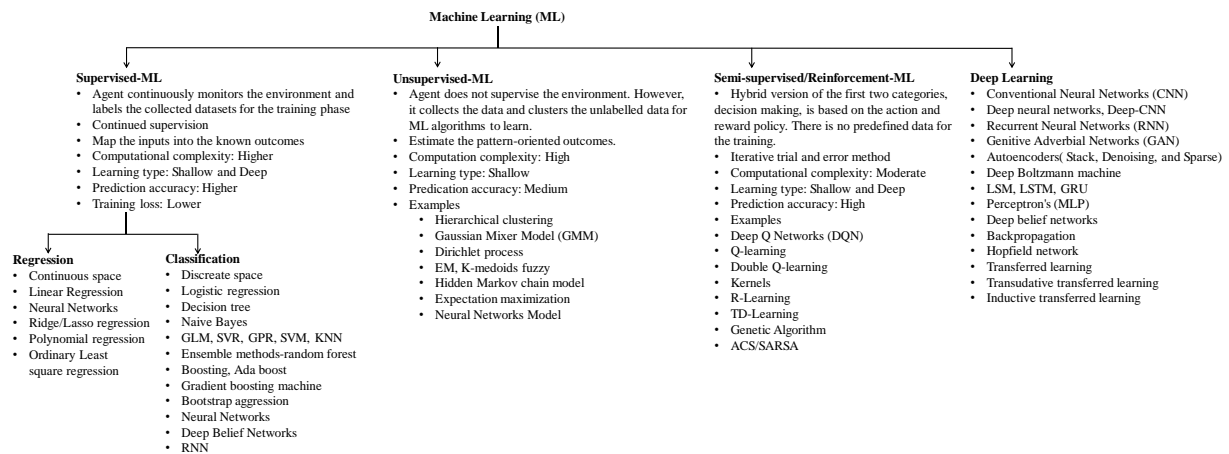 Machine Learning (ML)
Supervised-ML
• Agent continuously monitors the environment and
labels the collected datasets for the training phase
• Continued supervision
• Map the inputs into the known outcomes
• Computational complexity: Higher
• Learning type: Shallow and Deep
• Prediction accuracy: Higher
• Training loss: Lower
Regression
• Continuous space
• Linear Regression
• Neural Networks
• Ridge/Lasso regression
• Polynomial regression
• Ordinary Least
square regression
Classification
• Discreate space
• Logistic regression
• Decision tree
• Naive Bayes
• GLM, SVR, GPR, SVM, KNN
• Ensemble methods-random forest
• Boosting, Ada boost
• Gradient boosting machine
• Bootstrap aggression
• Neural Networks
• Deep Belief Networks
• RNN
Unsupervised-ML
• Agent does not supervise the environment. However,
it collects the data and clusters the unlabelled data for
ML algorithms to learn.
• Estimate the pattern-oriented outcomes.
• Computation complexity: High
• Learning type: Shallow
• Predication accuracy: Medium
• Examples
• Hierarchical clustering
• Gaussian Mixer Model (GMM)
• Dirichlet process
• EM, K-medoids fuzzy
• Hidden Markov chain model
• Expectation maximization
• Neural Networks Model
Semi-supervised/Reinforcement-ML
• Hybrid version of the first two categories,
decision making, is based on the action and
reward policy. There is no predefined data for
the training.
• Iterative trial and error method
• Computational complexity: Moderate
• Learning type: Shallow and Deep
• Prediction accuracy: High
• Examples
• Deep Q Networks (DQN)
• Q-learning
• Double Q-learning
• Kernels
• R-Learning
• TD-Learning
• Genetic Algorithm
• ACS/SARSA
Deep Learning
• Conventional Neural Networks (CNN)
• Deep neural networks, Deep-CNN
• Recurrent Neural Networks (RNN)
• Genitive Adverbial Networks (GAN)
• Autoencoders( Stack, Denoising, and Sparse)
• Deep Boltzmann machine
• LSM, LSTM, GRU
• Perceptron's (MLP)
• Deep belief networks
• Backpropagation
• Hopfield network
• Transferred learning
• Transudative transferred learning
• Inductive transferred learning